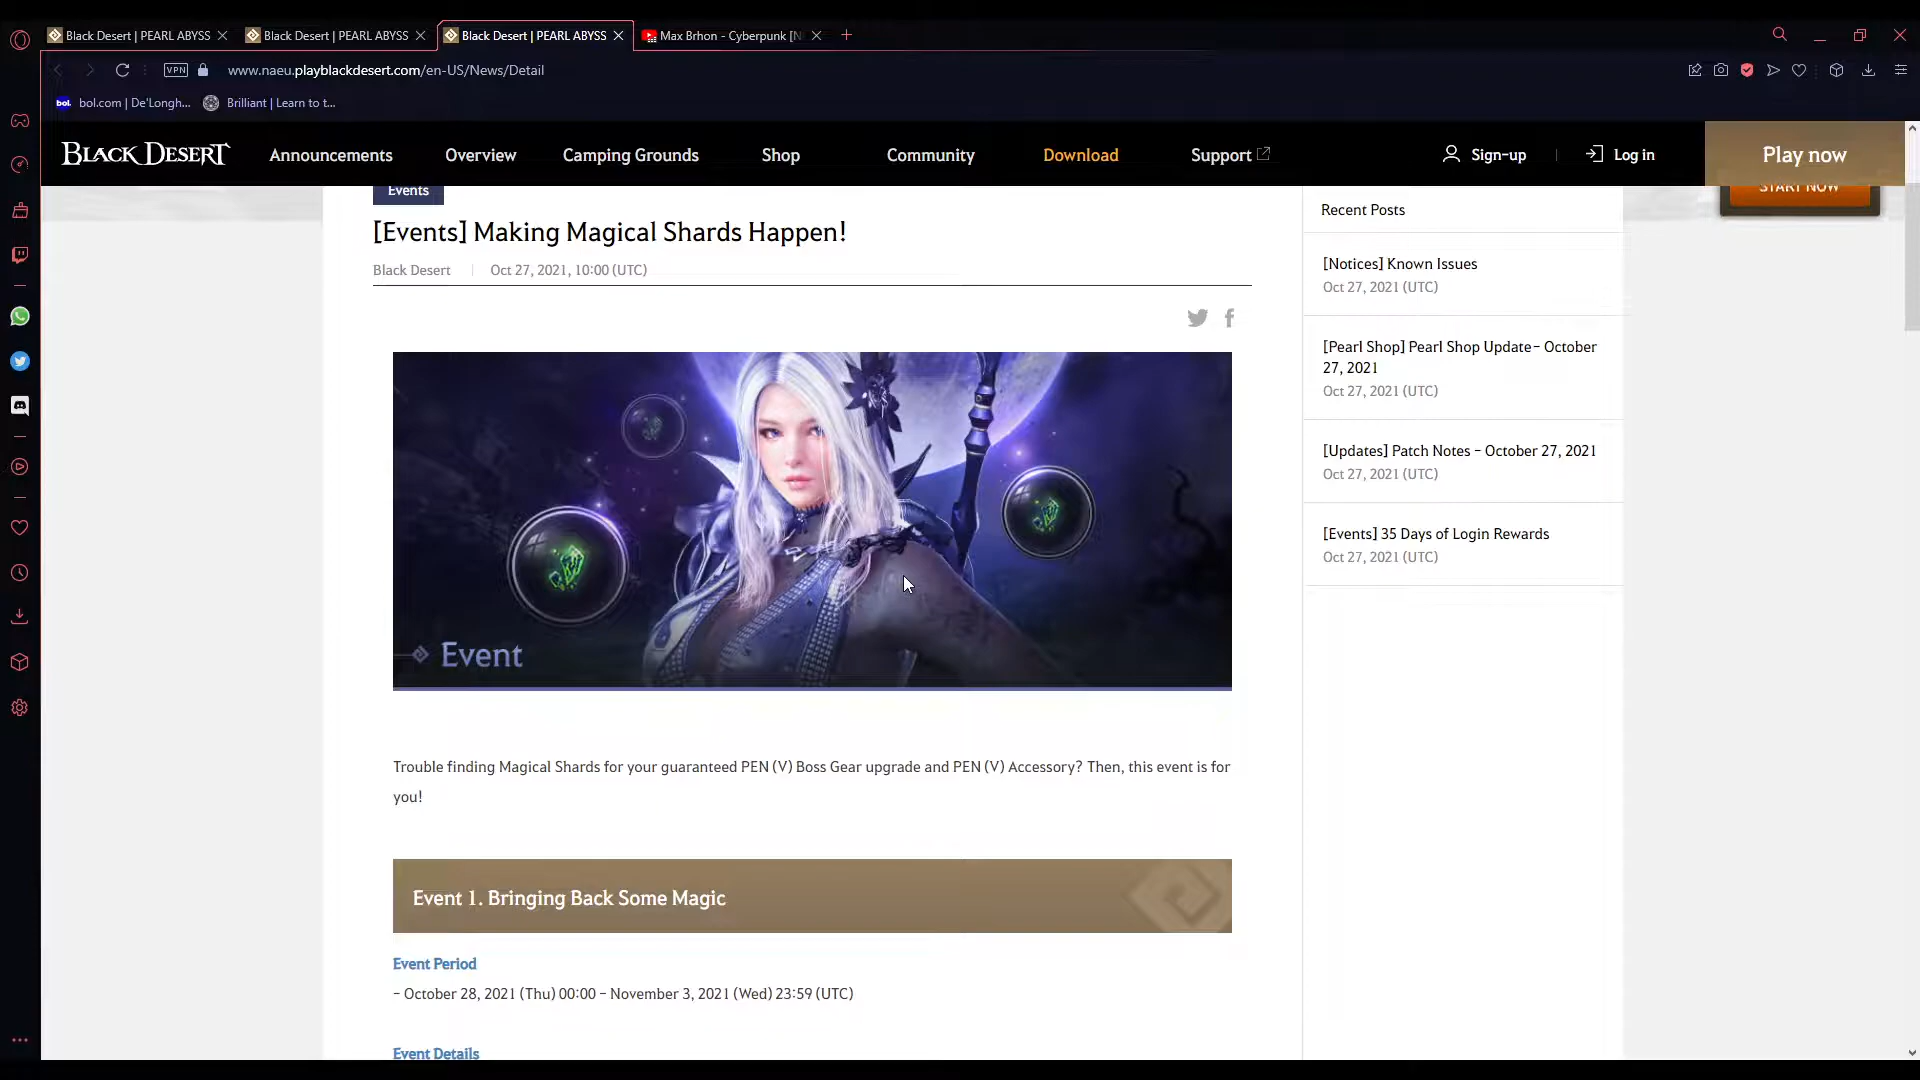 Black Desert | PEARL ABYSS
Black Desert | PEARL ABYSS
Black Desert | PEARL ABYSS
Max Brhon - Cyberpunk [N
VPN
www.naeu.playblackdesert.com/en-US/News/Detail
bol. bol.com | De'Longh...
Brilliant | Learn to t...
BLACK DESERT
Announcements
Overview
Camping Grounds
Shop
Community
Download
Support
Sign-up
Log in
Play now
START NOW
Events
[Events] Making Magical Shards Happen!
Black Desert | Oct 27, 2021, 10:00 (UTC)
Event
Trouble finding Magical Shards for your guaranteed PEN (V) Boss Gear upgrade and PEN (V) Accessory? Then, this event is for
you!
Event 1. Bringing Back Some Magic
Event Period
- October 28, 2021 (Thu) 00:00 - November 3, 2021 (Wed) 23:59 (UTC)
Event Details
Recent Posts
[Notices] Known Issues
Oct 27, 2021 (UTC)
[Pearl Shop] Pearl Shop Update- October
27, 2021
Oct 27, 2021 (UTC)
[Updates] Patch Notes - October 27, 2021
Oct 27, 2021 (UTC)
[Events] 35 Days of Login Rewards
Oct 27, 2021 (UTC)